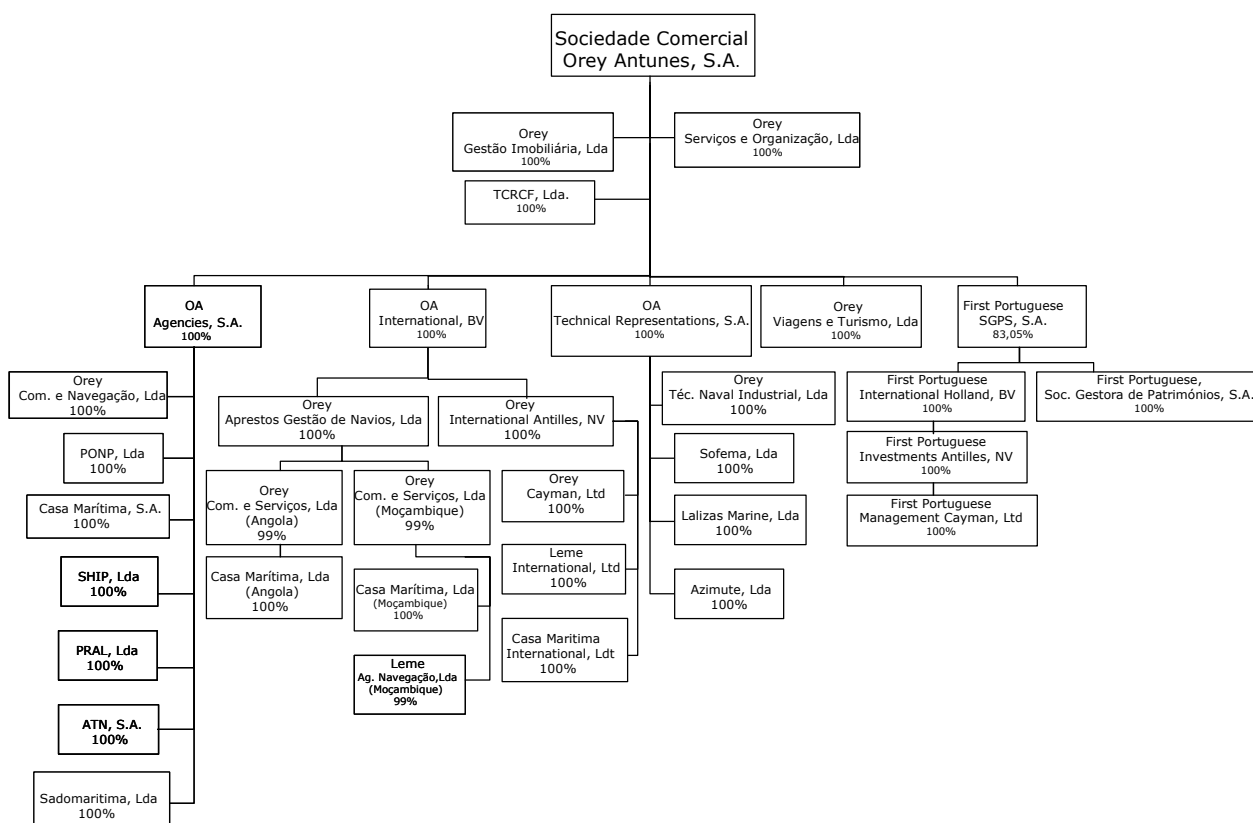 Sociedade Comercial
Orey Antunes, S.A.
Orey
Gestão Imobiliária, Lda
100%
Orey
Serviços e Organização, Lda
100%
TCRCF, Lda.
100%
OA
Agencies, S.A.
100%
OA
International, BV
100%
OA
Technical Representations, S.A.
100%
Orey
Viagens e Turismo, Lda
100%
First Portuguese
SGPS, S.A.
83,05%
Orey
Com. e Navegação, Lda
100%
PONP, Lda
100%
Casa Marítima, S.A.
100%
SHIP, Lda
100%
PRAL, Lda
100%
ATN, S.A.
100%
Sadomaritima, Lda
100%
Orey
Aprestos Gestão de Navios, Lda
100%
Orey
International Antilles, NV
100%
Orey
Com. e Serviços, Lda
(Angola)
99%
Orey
Com. e Serviços, Lda
(Moçambique)
99%
Casa Marítima, Lda
(Angola)
100%
Casa Marítima, Lda
(Moçambique)
100%
Leme
Ag. Navegação,Lda
(Moçambique)
99%
Orey
Cayman, Ltd
100%
Leme
International, Ltd
100%
Casa Maritima
International, Ldt
100%
Orey
Téc. Naval Industrial, Lda
100%
Sofema, Lda
100%
Lalizas Marine, Lda
100%
Azimute, Lda
100%
First Portuguese
International Holland, BV
100%
First Portuguese,
Soc. Gestora de Patrimónios, S.A.
100%
First Portuguese
Investments Antilles, NV
100%
First Portuguese
Management Cayman, Ltd
100%